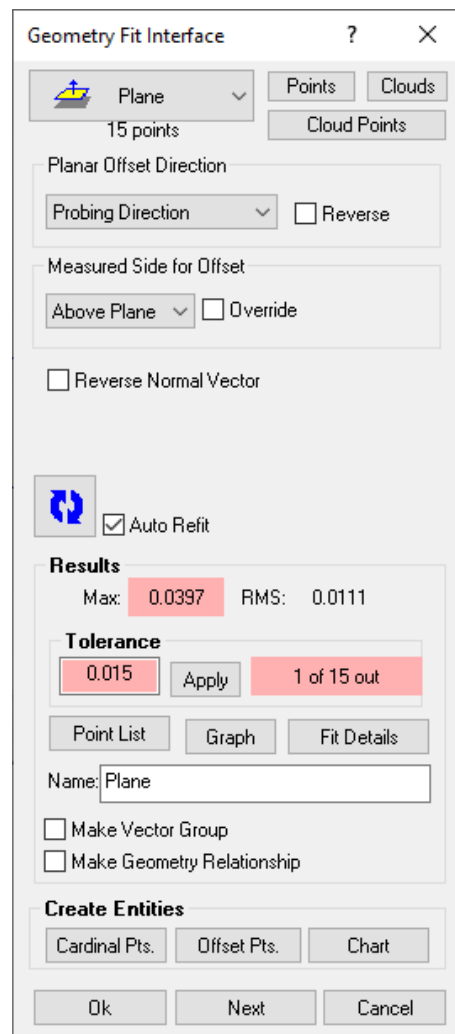 Geometry Fit Interface ? ×
Plane Points Clouds
15 points Cloud Points
Planar Offset Direction
Probing Direction Reverse
Measured Side for Offset
Above Plane Override
Reverse Normal Vector
Auto Refit
Results
Max: 0.0397 RMS: 0.0111
Tolerance
0.015 Apply 1 of 15 out
Point List Graph Fit Details
Name: Plane
Make Vector Group
Make Geometry Relationship
Create Entities
Cardinal Pts. Offset Pts. Chart
Ok Next Cancel